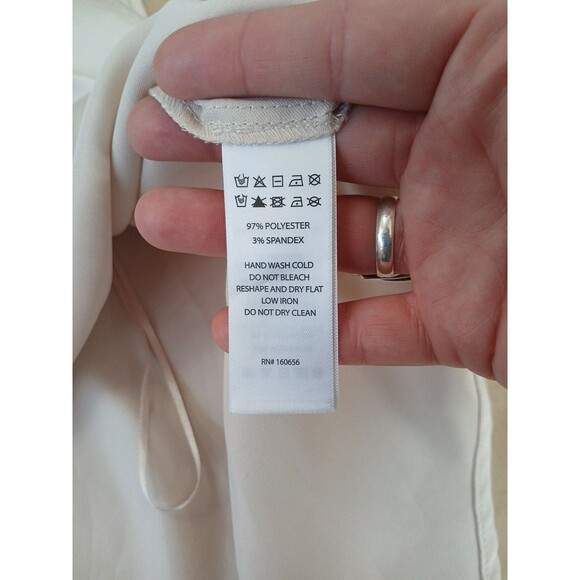 97% POLYESTER
3% SPANDEX
HAND WASH COLD
DO NOT BLEACH
RESHAPE AND DRY FLAT
LOW IRON
DO NOT DRY CLEAN
RN# 160656